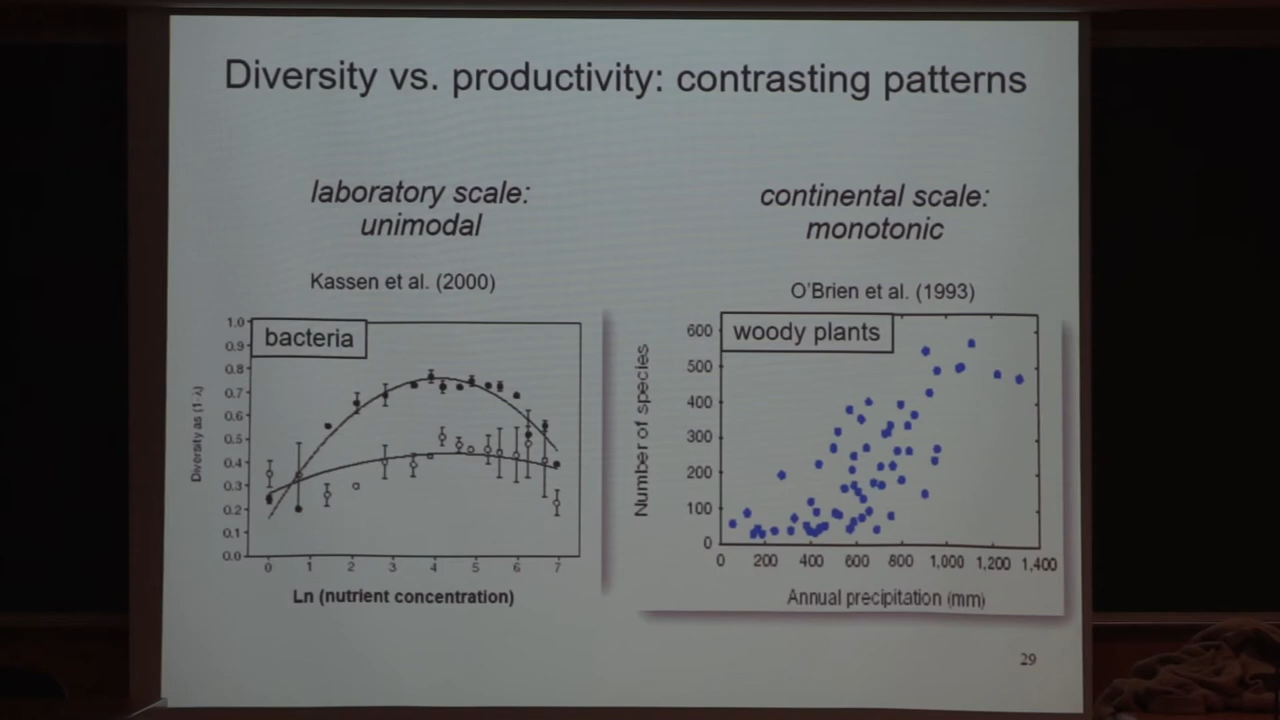 Diversity vs. productivity: contrasting patterns
laboratory scale:
unimodal
Kassen et al. (2000)
bacteria
1.0
0.9
0.8
0.7
0.6
0.5
0.4
0.3
0.2
0.1
0.0
Diversity as (1-λ)
0 1 2 3 4 5 6 7
Ln (nutrient concentration)
continental scale:
monotonic
O'Brien et al. (1993)
woody plants
600
500
400
300
200
100
0
Number of species
0 200 400 600 800 1,000 1,200 1,400
Annual precipitation (mm)
29